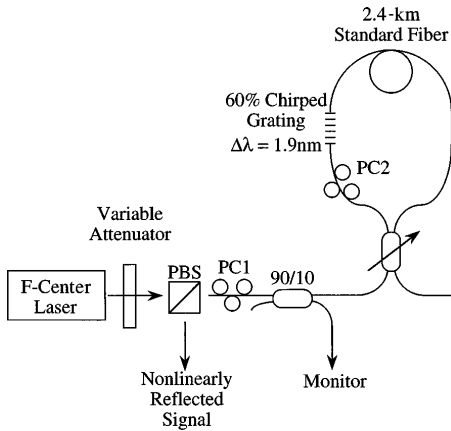 2.4-km
Standard Fiber
60% Chirped
Grating
Δλ = 1.9nm
PC2
Variable
Attenuator
PBS
PC1
90/10
F-Center
Laser
Nonlinearly
Reflected
Signal
Monitor